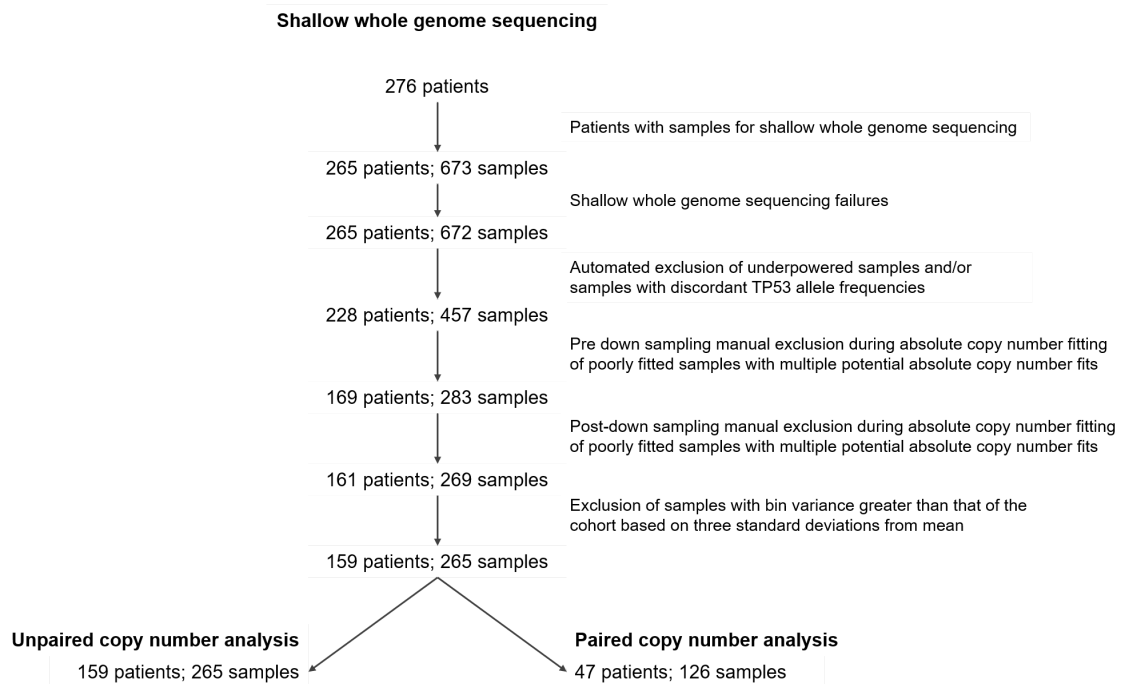 Shallow whole genome sequencing
276 patients
Patients with samples for shallow whole genome sequencing
265 patients; 673 samples
Shallow whole genome sequencing failures
265 patients; 672 samples
Automated exclusion of underpowered samples and/or
samples with discordant TP53 allele frequencies
228 patients; 457 samples
Pre down sampling manual exclusion during absolute copy number fitting
of poorly fitted samples with multiple potential absolute copy number fits
169 patients; 283 samples
Post-down sampling manual exclusion during absolute copy number fitting
of poorly fitted samples with multiple potential absolute copy number fits
161 patients; 269 samples
Exclusion of samples with bin variance greater than that of the
cohort based on three standard deviations from mean
159 patients; 265 samples
Unpaired copy number analysis
159 patients; 265 samples
Paired copy number analysis
47 patients; 126 samples